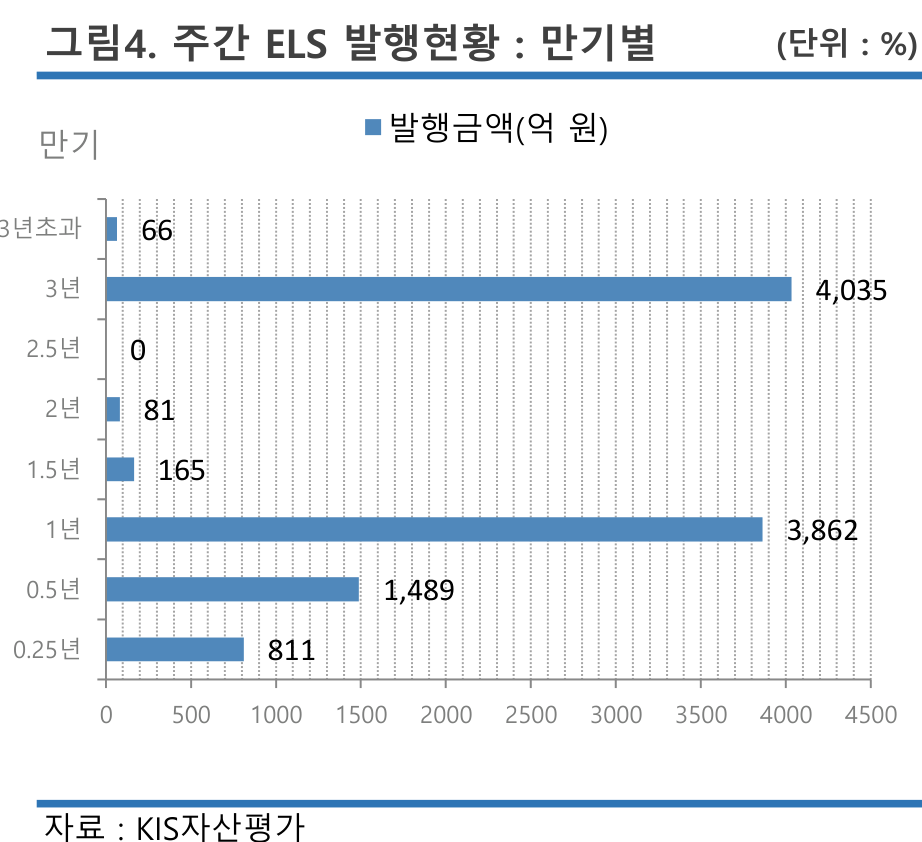 그림4. 주간 ELS 발행현황 : 만기별 (단위 : %)
발행금액(억 원)
만기
3년초과 66
3년 4,035
2.5년 0
2년 81
1.5년 165
1년 3,862
0.5년 1,489
0.25년 811
0 500 1000 1500 2000 2500 3000 3500 4000 4500
자료 : KIS자산평가